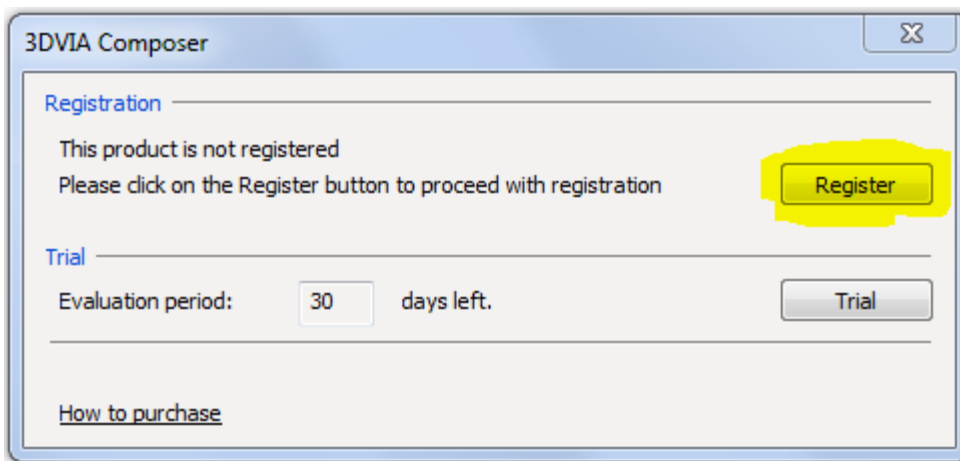 3DVIA Composer
Registration
This product is not registered
Please click on the Register button to proceed with registration
Register
Trial
Evaluation period: 30 days left.
Trial
How to purchase